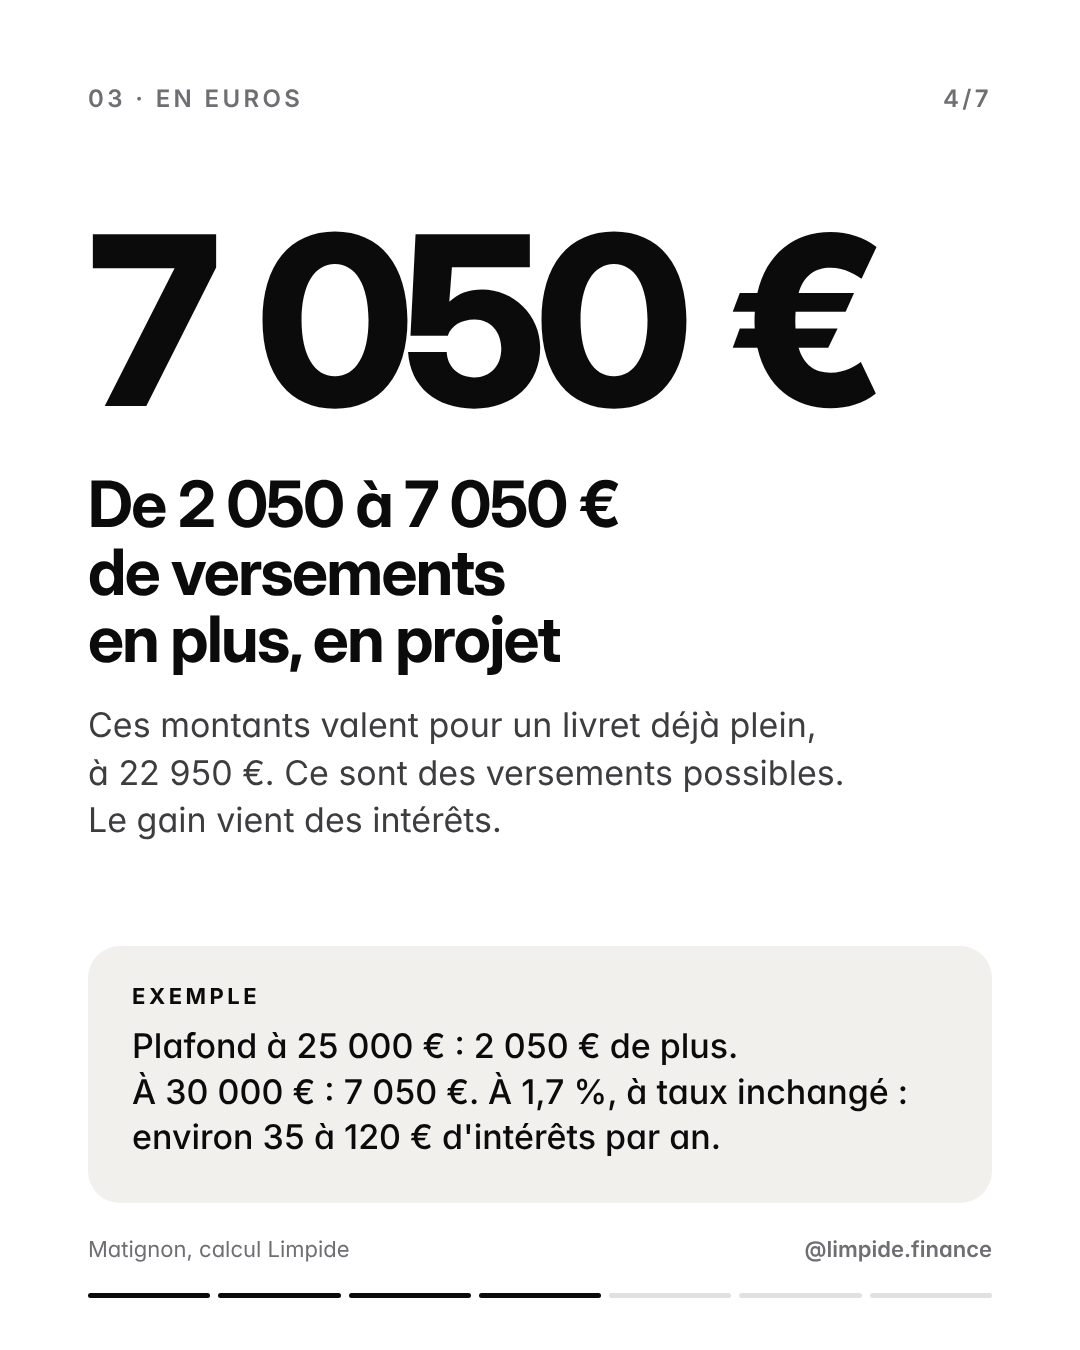 03 · EN EUROS
4/7
7 050 €
De 2 050 à 7 050 €
de versements
en plus, en projet
Ces montants valent pour un livret déjà plein,
à 22 950 €. Ce sont des versements possibles.
Le gain vient des intérêts.
EXEMPLE
Plafond à 25 000 € : 2 050 € de plus.
À 30 000 € : 7 050 €. À 1,7 %, à taux inchangé :
environ 35 à 120 € d'intérêts par an.
Matignon, calcul Limpide
@limpide.finance